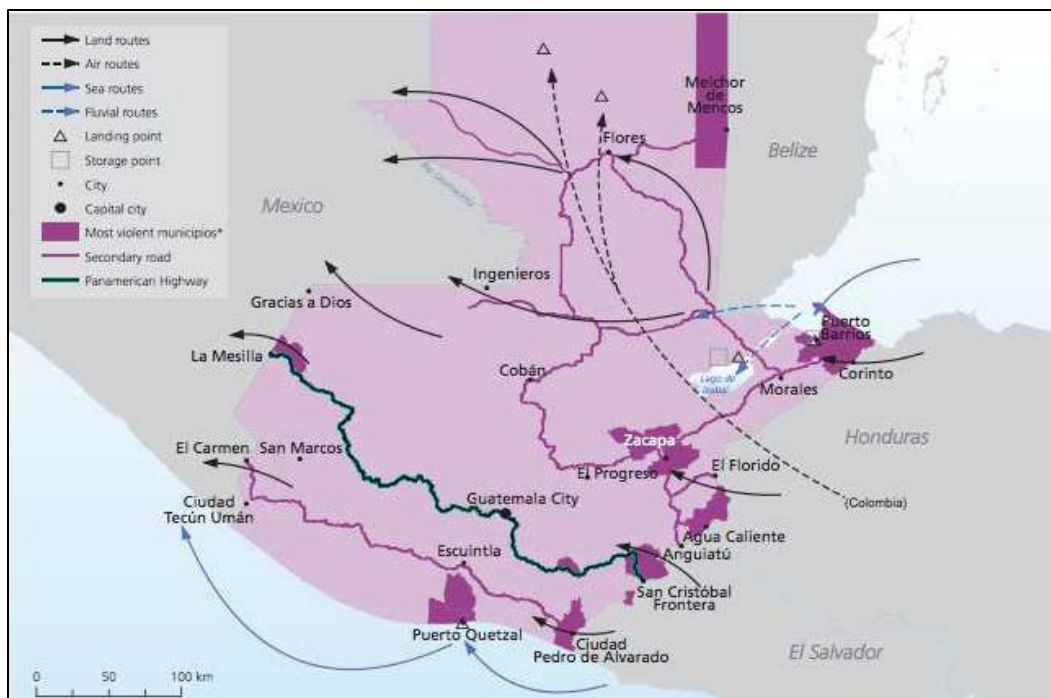 Land routes
Air routes
Sea routes
Fluvial routes
Landing point
Storage point
City
Capital city
Most violent municipios*
Secondary road
Panamerican Highway
Melchor
de
Mencos
Flores
Belize
Mexico
Ingenieros
Gracias a Dios
Puerto
Barrios
La Mesilla
Cobán
Lago de
Izabal
Morales
Corinto
Zacapa
Honduras
El Carmen
San Marcos
El Progreso
El Florido
Guatemala City
(Colombia)
Ciudad
Tecún Umán
Agua Caliente
Anguiatú
Escuintla
San Cristóbal
Frontera
Puerto Quetzal
Ciudad
Pedro de Alvarado
El Salvador
0 50 100 km